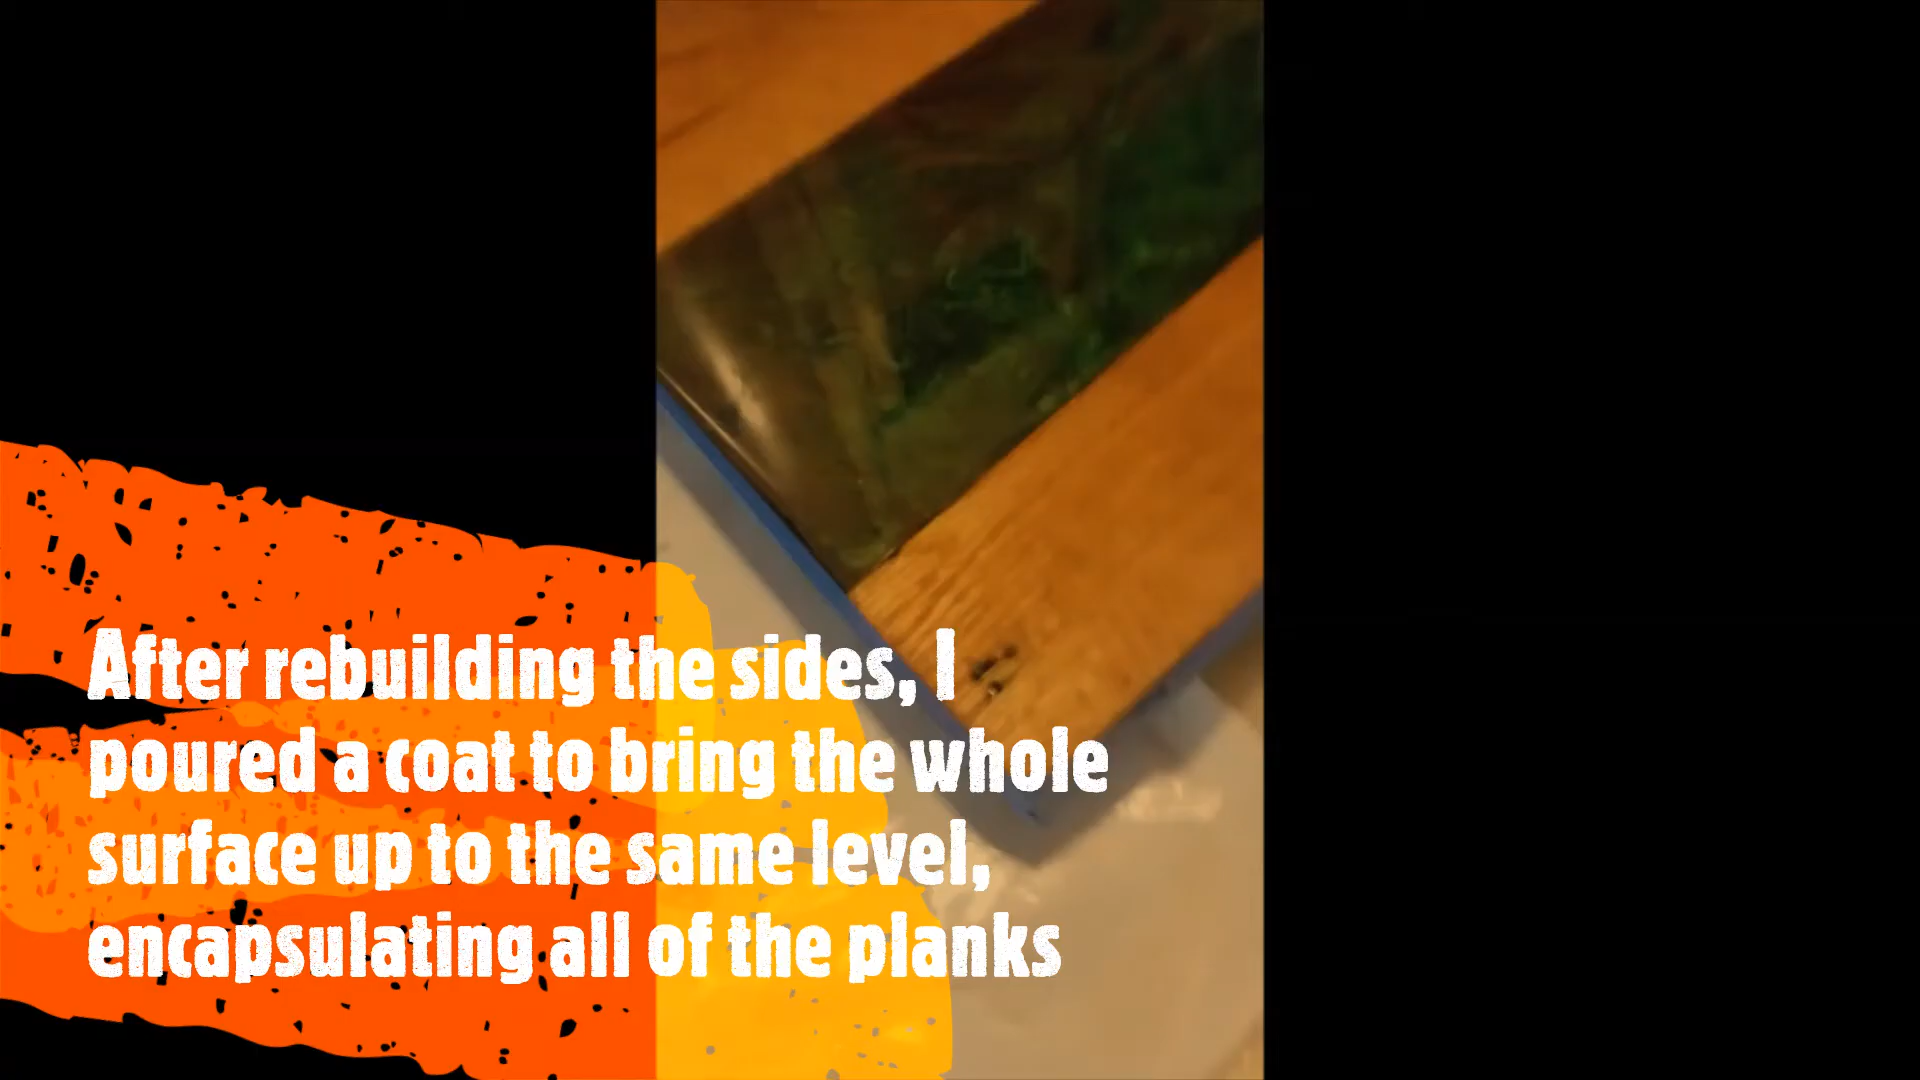 After rebuilding the sides, I
poured a coat to bring the whole
surface up to the same level,
encapsulating all of the planks